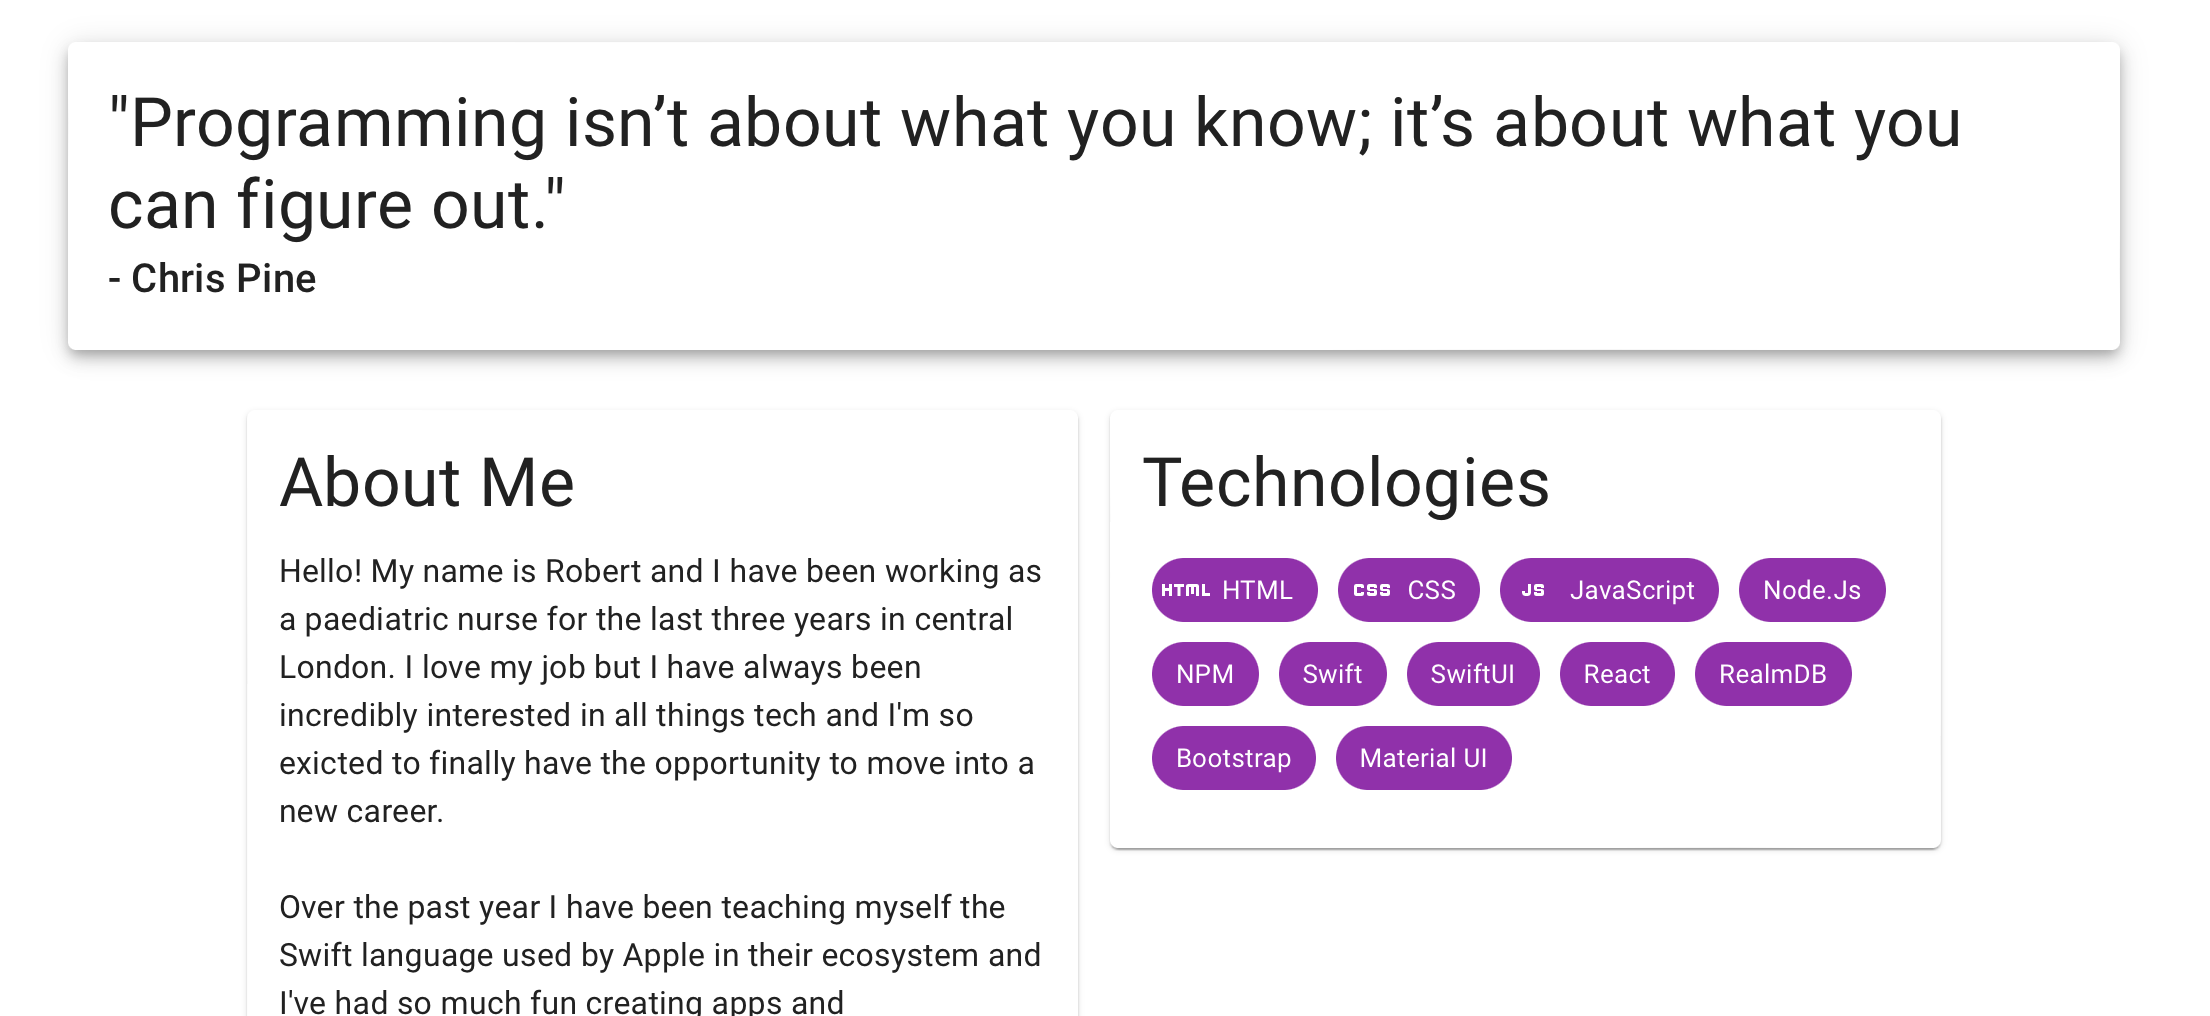 "Programming isn’t about what you know; it’s about what you
can figure out."
- Chris Pine
About Me
Hello! My name is Robert and I have been working as
a paediatric nurse for the last three years in central
London. I love my job but I have always been
incredibly interested in all things tech and I'm so
exicted to finally have the opportunity to move into a
new career.
Over the past year I have been teaching myself the
Swift language used by Apple in their ecosystem and
I've had so much fun creating apps and
Technologies
HTML HTML CSS CSS JS JavaScript Node.Js
NPM Swift SwiftUI React RealmDB
Bootstrap Material UI